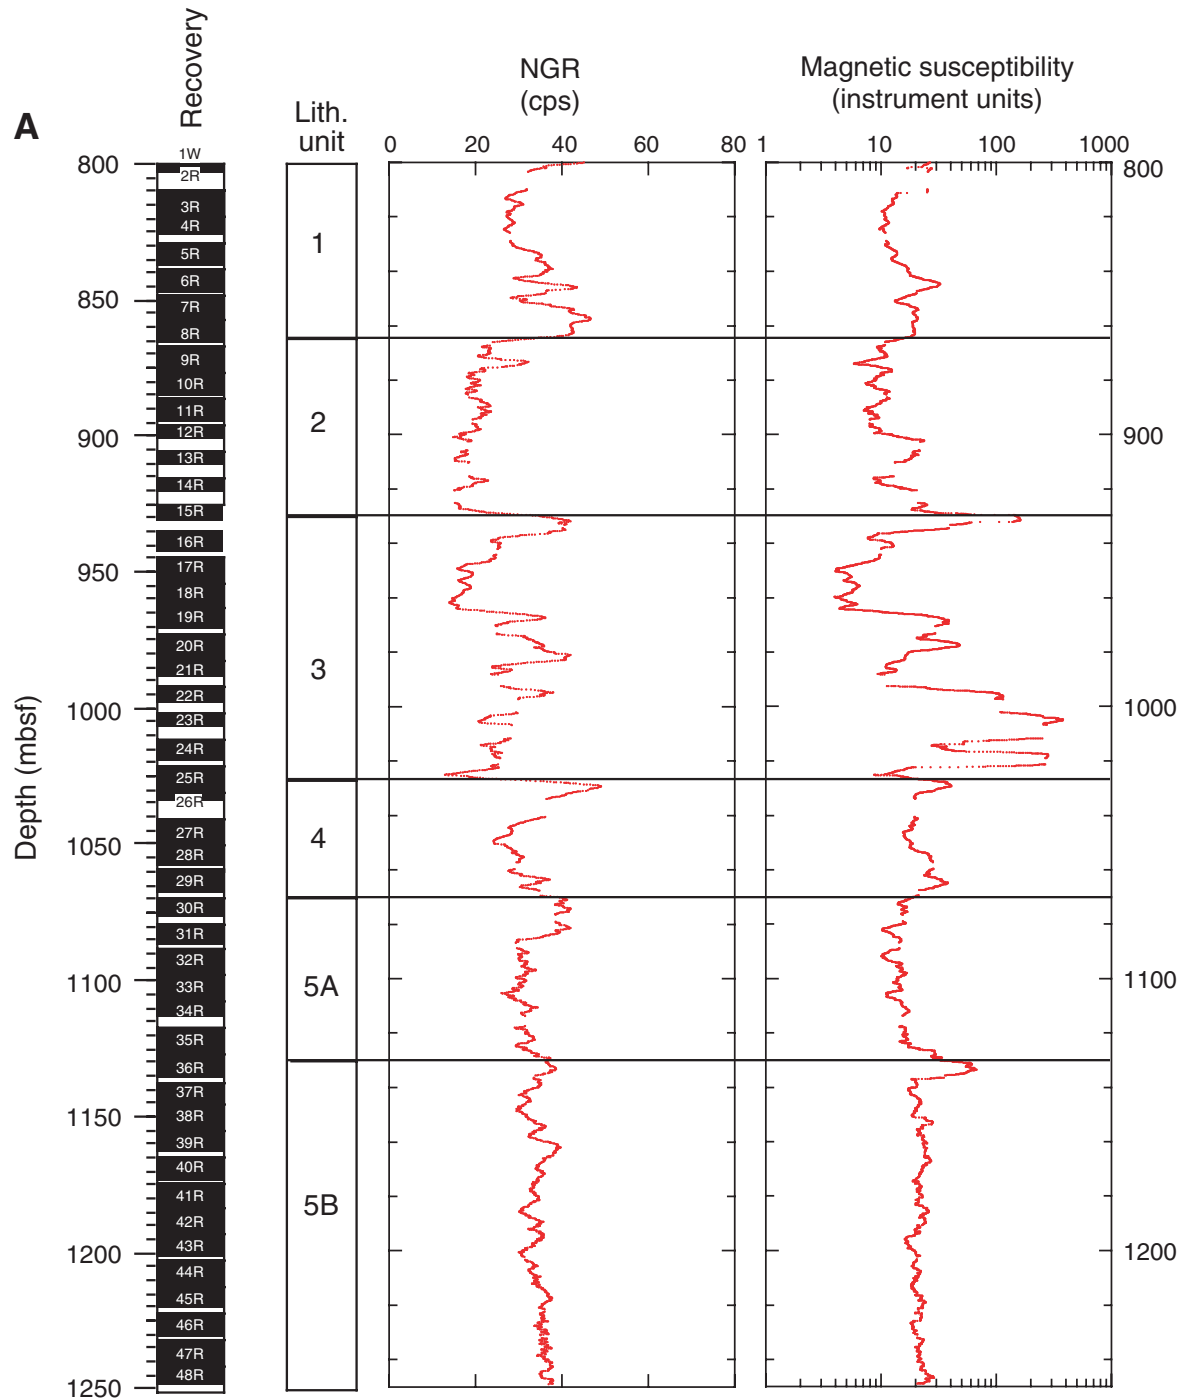 A
Recovery
Lith.
unit
NGR
(cps)
Magnetic susceptibility
(instrument units)
0 20 40 60 80
1 10 100 1000
Depth (mbsf)
800
850
900
950
1000
1050
1100
1150
1200
1250
1W
2R
3R
4R
5R
6R
7R
8R
9R
10R
11R
12R
13R
14R
15R
16R
17R
18R
19R
20R
21R
22R
23R
24R
25R
26R
27R
28R
29R
30R
31R
32R
33R
34R
35R
36R
37R
38R
39R
40R
41R
42R
43R
44R
45R
46R
47R
48R
1
2
3
4
5A
5B
800
900
1000
1100
1200